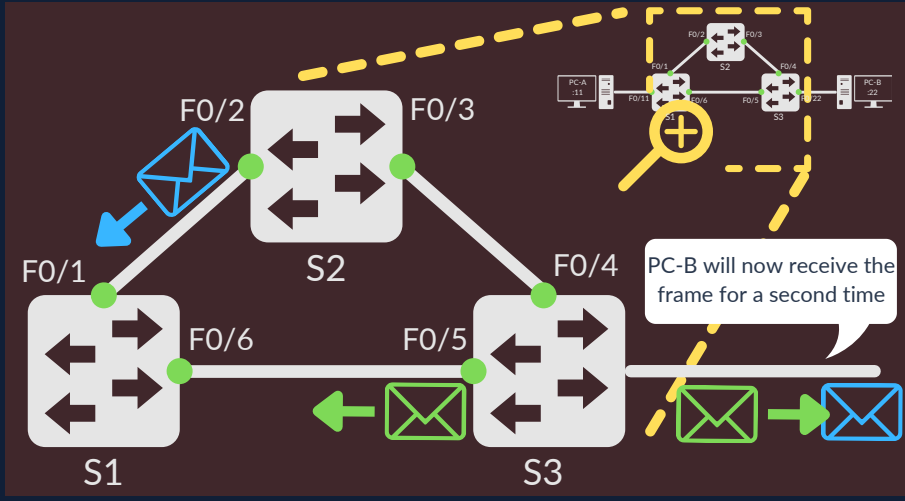 F0/2
F0/3
S2
F0/1
F0/4
F0/6
F0/5
S1
S3
PC-B will now receive the
frame for a second time
F0/2
F0/3
S2
F0/1
F0/4
PC-A
:11
F0/11
F0/6
F0/5
PC-B
:22
S1
S3